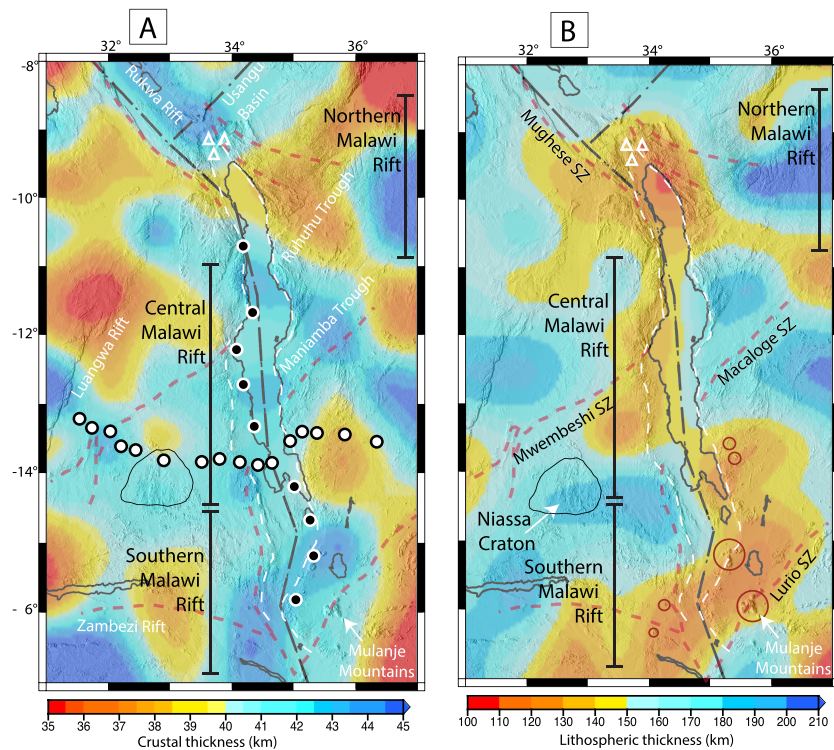 A
B
32°
34°
36°
32°
34°
36°
-8°
-10°
-12°
-14°
-6°
Rukwa Rift
Usangu
Basin
Northern
Malawi
Rift
Ruhuhu Trough
Central
Malawi
Rift
Luangwa Rift
Maniamba Trough
Southern
Malawi
Rift
Zambezi Rift
Mulanje
Mountains
35 36 37 38 39 40 41 42 43 44 45
Crustal thickness (km)
Mughese SZ
Northern
Malawi
Rift
Central
Malawi
Rift
Macaloge SZ
Mwembeshi SZ
Niassa
Craton
Southern
Malawi
Rift
Lurio SZ
Mulanje
Mountains
100 110 120 130 140 150 160 170 180 190 200 210
Lithospheric thickness (km)